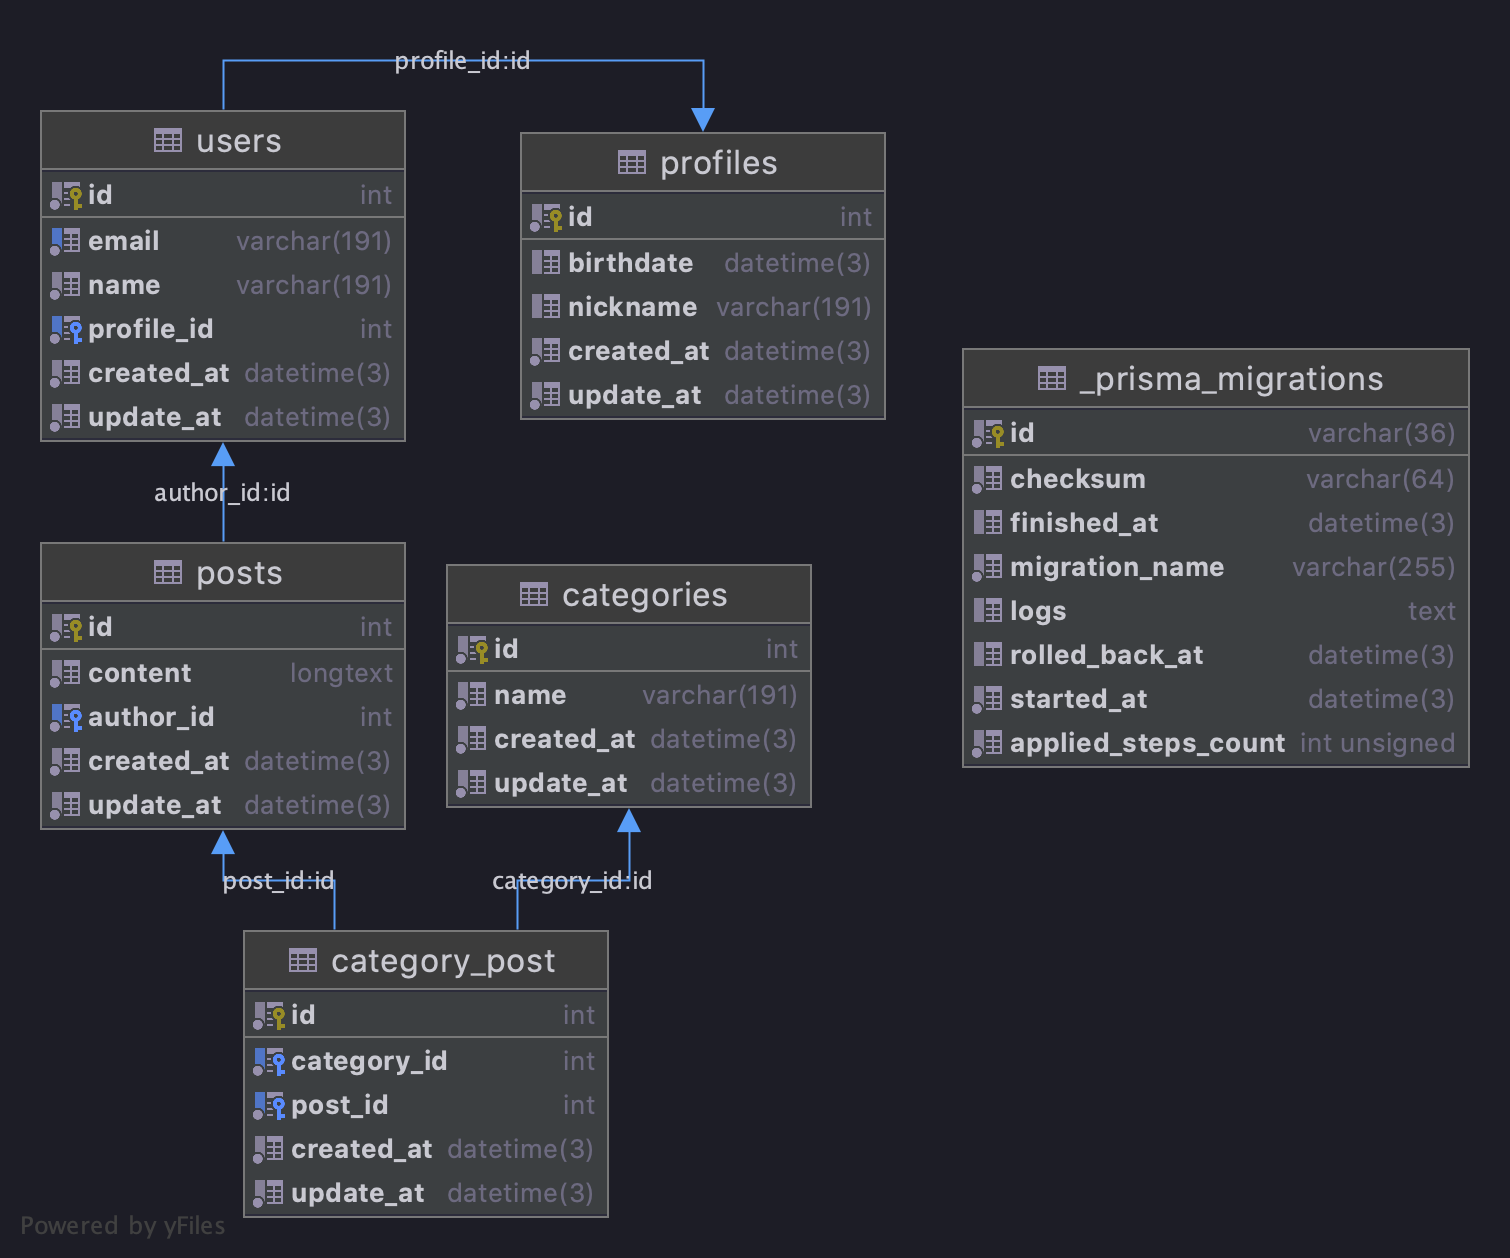 profile_id:id
users
id int
email varchar(191)
name varchar(191)
profile_id int
created_at datetime(3)
update_at datetime(3)
profiles
id int
birthdate datetime(3)
nickname varchar(191)
created_at datetime(3)
update_at datetime(3)
_prisma_migrations
id varchar(36)
checksum varchar(64)
finished_at datetime(3)
migration_name varchar(255)
logs text
rolled_back_at datetime(3)
started_at datetime(3)
applied_steps_count int unsigned
author_id:id
posts
id int
content longtext
author_id int
created_at datetime(3)
update_at datetime(3)
categories
id int
name varchar(191)
created_at datetime(3)
update_at datetime(3)
post_id:id
category_id:id
category_post
id int
category_id int
post_id int
created_at datetime(3)
update_at datetime(3)
Powered by yFiles